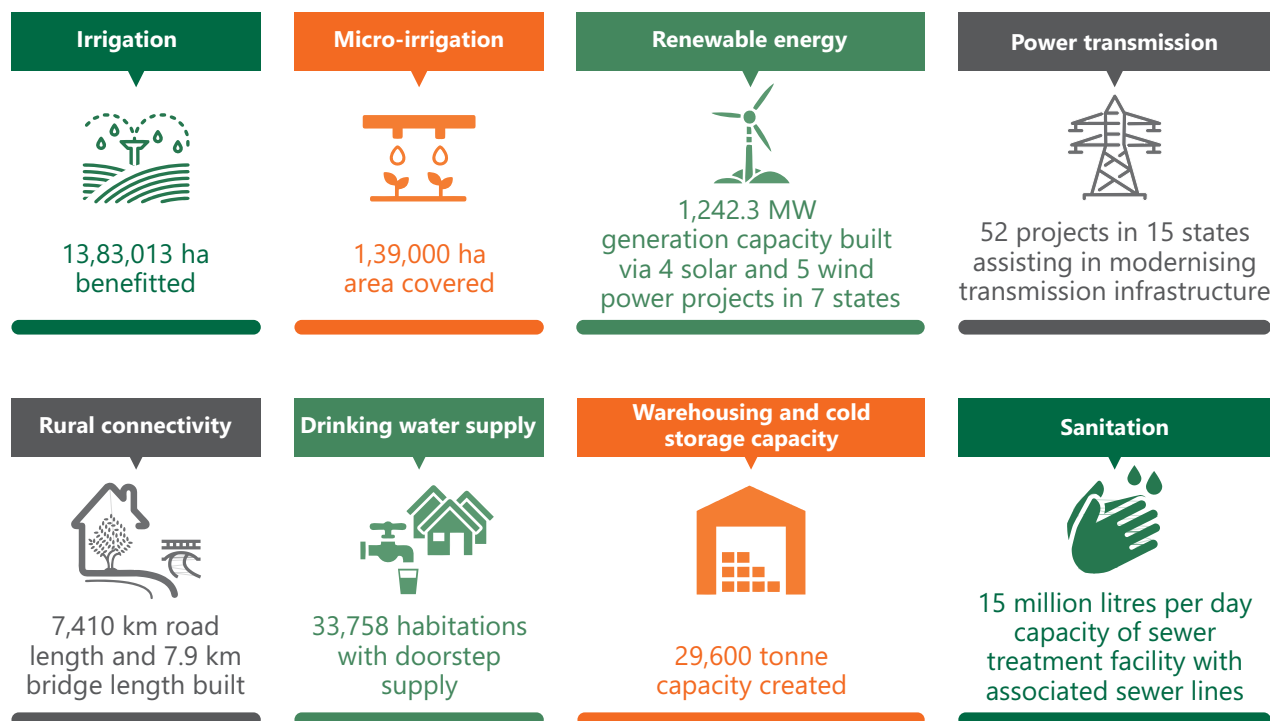 Irrigation
13,83,013 ha
benefitted
Micro-irrigation
1,39,000 ha
area covered
Renewable energy
1,242.3 MW
generation capacity built
via 4 solar and 5 wind
power projects in 7 states
Power transmission
52 projects in 15 states
assisting in modernising
transmission infrastructure
Rural connectivity
7,410 km road
length and 7.9 km
bridge length built
Drinking water supply
33,758 habitations
with doorstep
supply
Warehousing and cold
storage capacity
29,600 tonne
capacity created
Sanitation
15 million litres per day
capacity of sewer
treatment facility with
associated sewer lines